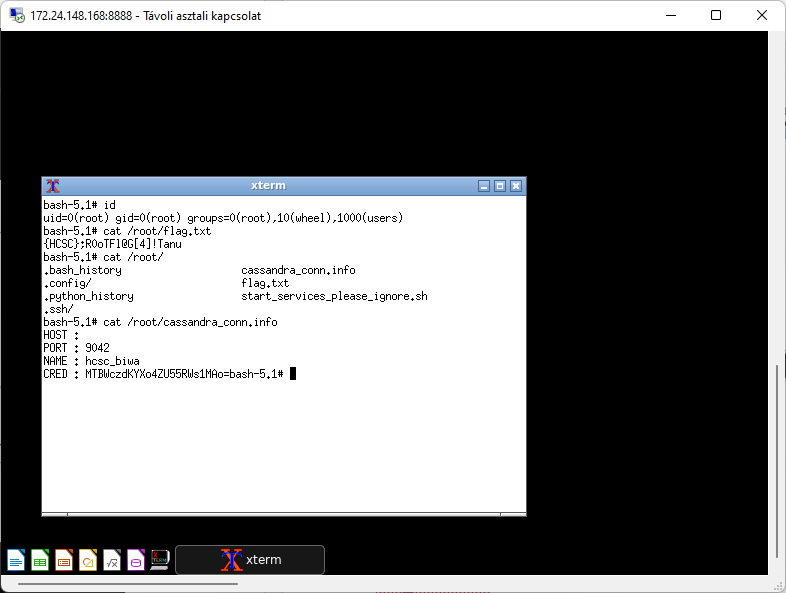 172.24.148.168:8888 - Távoli asztali kapcsolat
xterm
bash-5.1# id
uid=0(root) gid=0(root) groups=0(root),10(wheel),1000(users)
bash-5.1# cat /root/flag.txt
{HCSC};R0oTFl@G[4]!Tanu
bash-5.1# cat /root/
.bash_history cassandra_conn.info
.config/ flag.txt
.python_history start_services_please_ignore.sh
.ssh/
bash-5.1# cat /root/cassandra_conn.info
HOST :
PORT : 9042
NAME : hcsc_biwa
CRED : MTBWczdKYXo4ZU55RWs1MAo=bash-5.1#
xterm